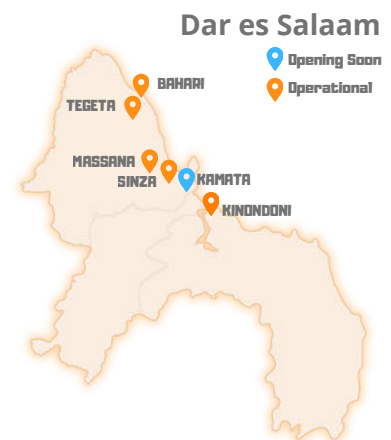 Dar es Salaam
Opening Soon
Operational
BAHARI
TEGETA
MASSANA
SINZA
KAMATA
KINONDONI